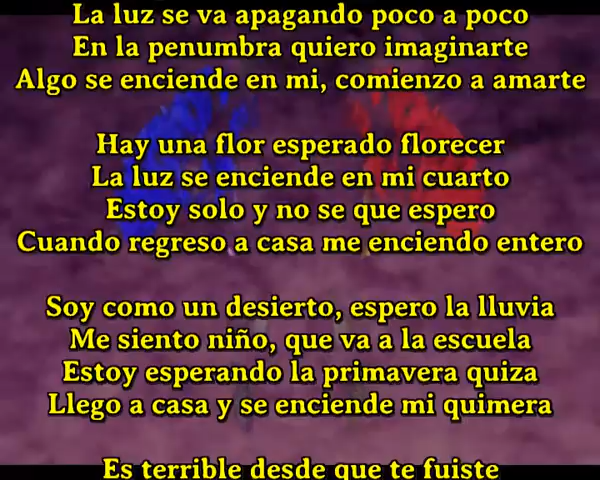 La luz se va apagando poco a poco
En la penumbra quiero imaginarte
Algo se enciende en mi, comienzo a amarte
Hay una flor esperado florecer
La luz se enciende en mi cuarto
Estoy solo y no se que espero
Cuando regreso a casa me enciendo entero
Soy como un desierto, espero la lluvia
Me siento niño, que va a la escuela
Estoy esperando la primavera quiza
Llego a casa y se enciende mi quimera
Es terrible desde que te fuiste